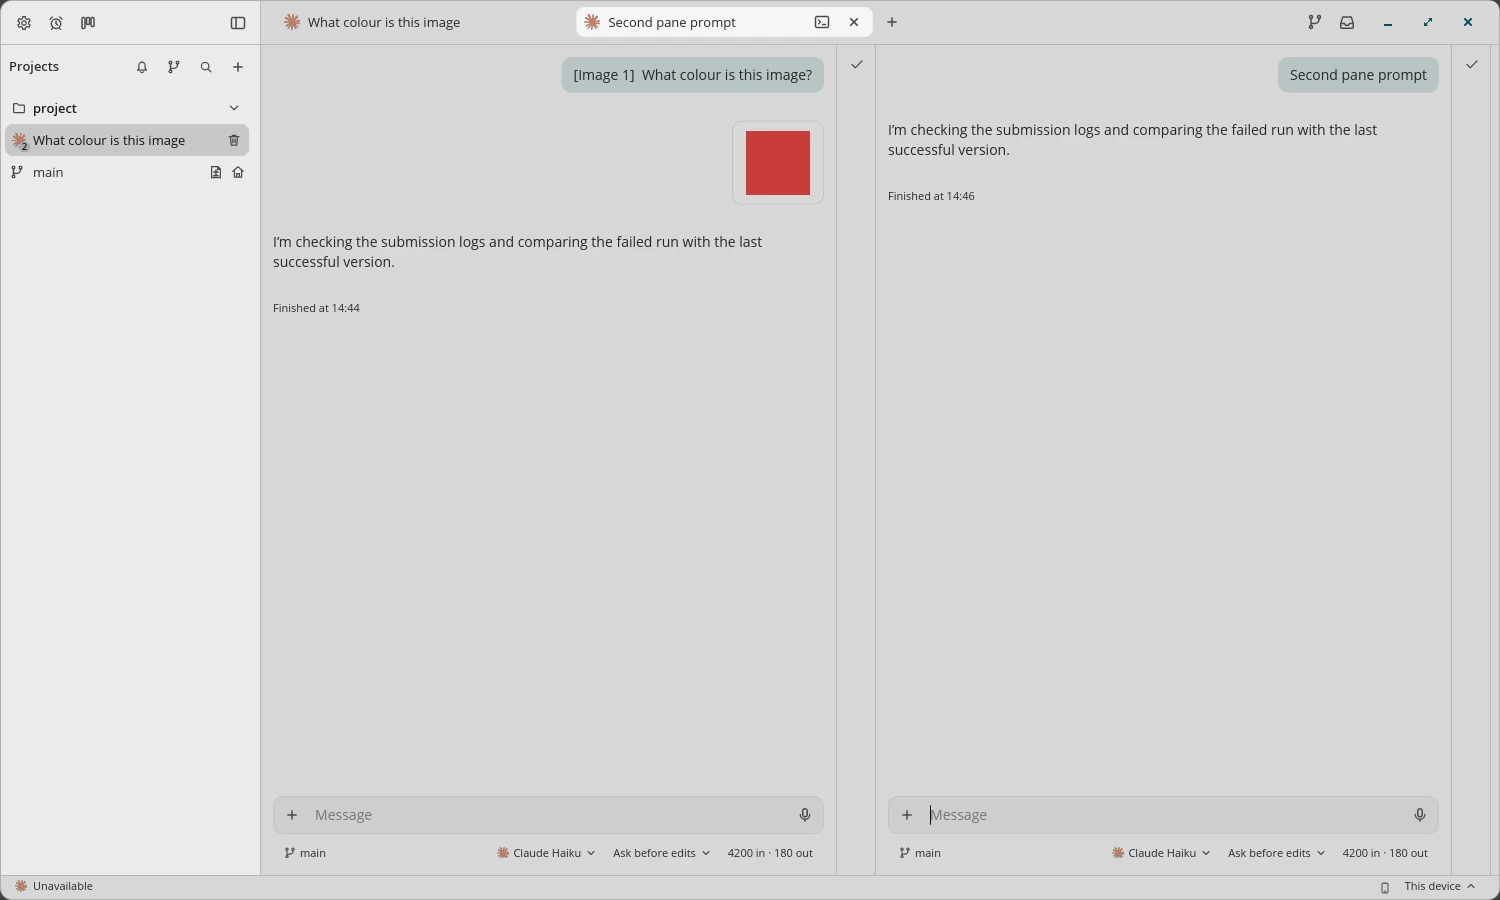 What colour is this image
Second pane prompt
Projects
project
What colour is this image
2
main
[Image 1]  What colour is this image?
I'm checking the submission logs and comparing the failed run with the last
successful version.
Finished at 14:44
Message
main
Claude Haiku
Ask before edits
4200 in · 180 out
Second pane prompt
I'm checking the submission logs and comparing the failed run with the last
successful version.
Finished at 14:46
Message
main
Claude Haiku
Ask before edits
4200 in · 180 out
Unavailable
This device